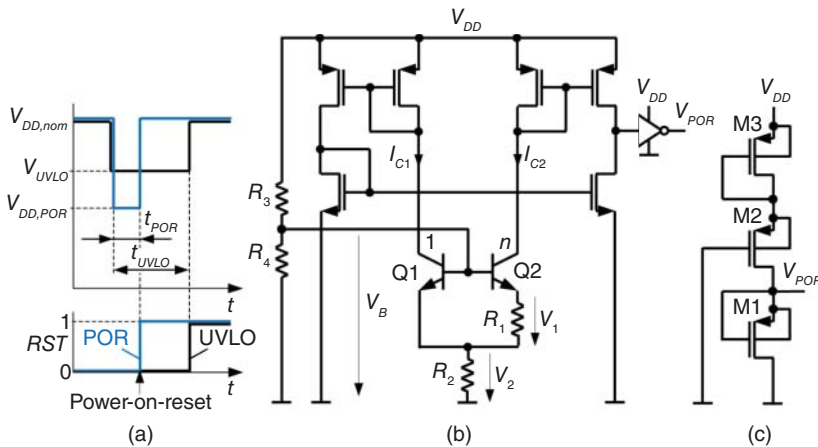 V_DD,nom
V_UVLO
V_DD,POR
t_POR
t_UVLO
t
1
RST
0
POR
UVLO
t
Power-on-reset
(a)
V_DD
V_DD
V_POR
I_C1
I_C2
R_3
R_4
1
n
Q1
Q2
V_B
R_1
V_1
R_2
V_2
(b)
V_DD
M3
M2
V_POR
M1
(c)